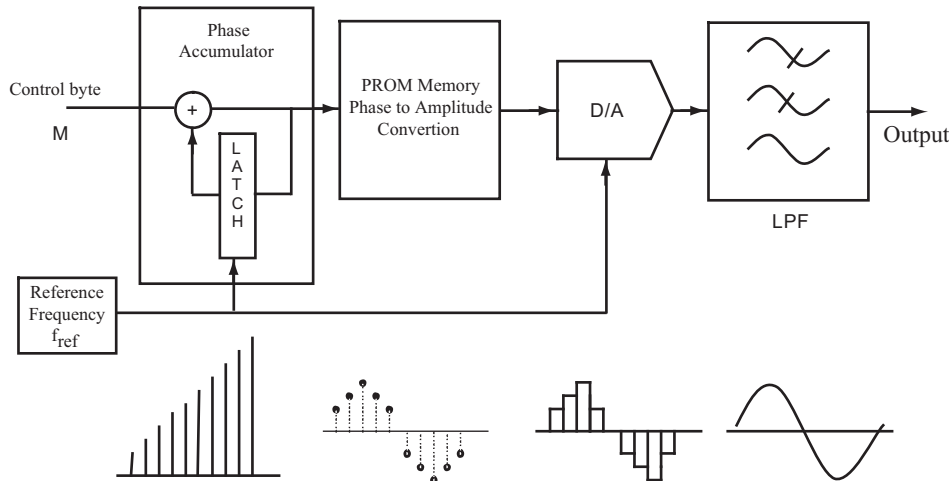 Phase
Accumulator
Control byte
M
+
L
A
T
C
H
PROM Memory
Phase to Amplitude
Convertion
D/A
LPF
Output
Reference
Frequency
fref